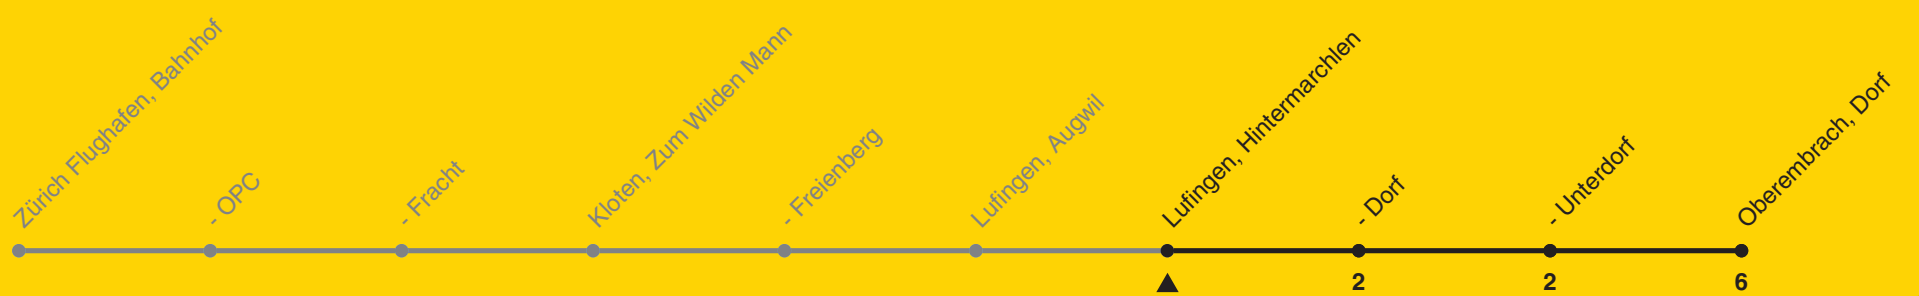 Zürich Flughafen, Bahnhof
- OPC
- Fracht
Kloten, Zum Wilden Mann
- Freienberg
Lufingen, Augwil
Lufingen, Hintermarchlen
- Dorf
- Unterdorf
Oberembrach, Dorf
2
2
6